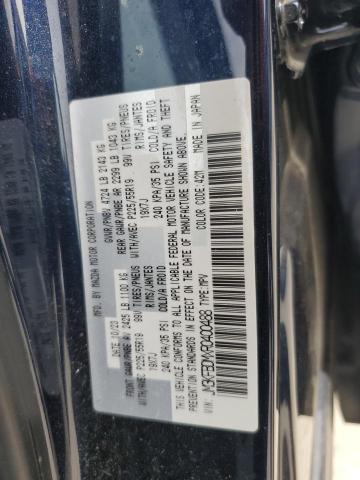 MFD. BY MAZDA MOTOR CORPORATION
DATE 10/23 GVWR/PNBV 4724 LB 2143 KG
GAWR/PNBE AV 2425 LB 1100 KG REAR GAWR/PNBE AR 2299 LB 1043 KG
WITH/AVEC P225/55R19 99V TIRES/PNEUS WITH/AVEC P225/55R19 99V TIRES/PNEUS
19X7J RIMS/JANTES 19X7J RIMS/JANTES
240 KPA/35 PSI COLD/A FROID 240 KPA/35 PSI COLD/A FROID
THIS VEHICLE CONFORMS TO ALL APPLICABLE FEDERAL MOTOR VEHICLE SAFETY AND THEFT
PREVENTION STANDARDS IN EFFECT ON THE DATE OF MANUFACTURE SHOWN ABOVE.
COLOR CODE: 42M MADE IN JAPAN
VIN: TYPE: MPV